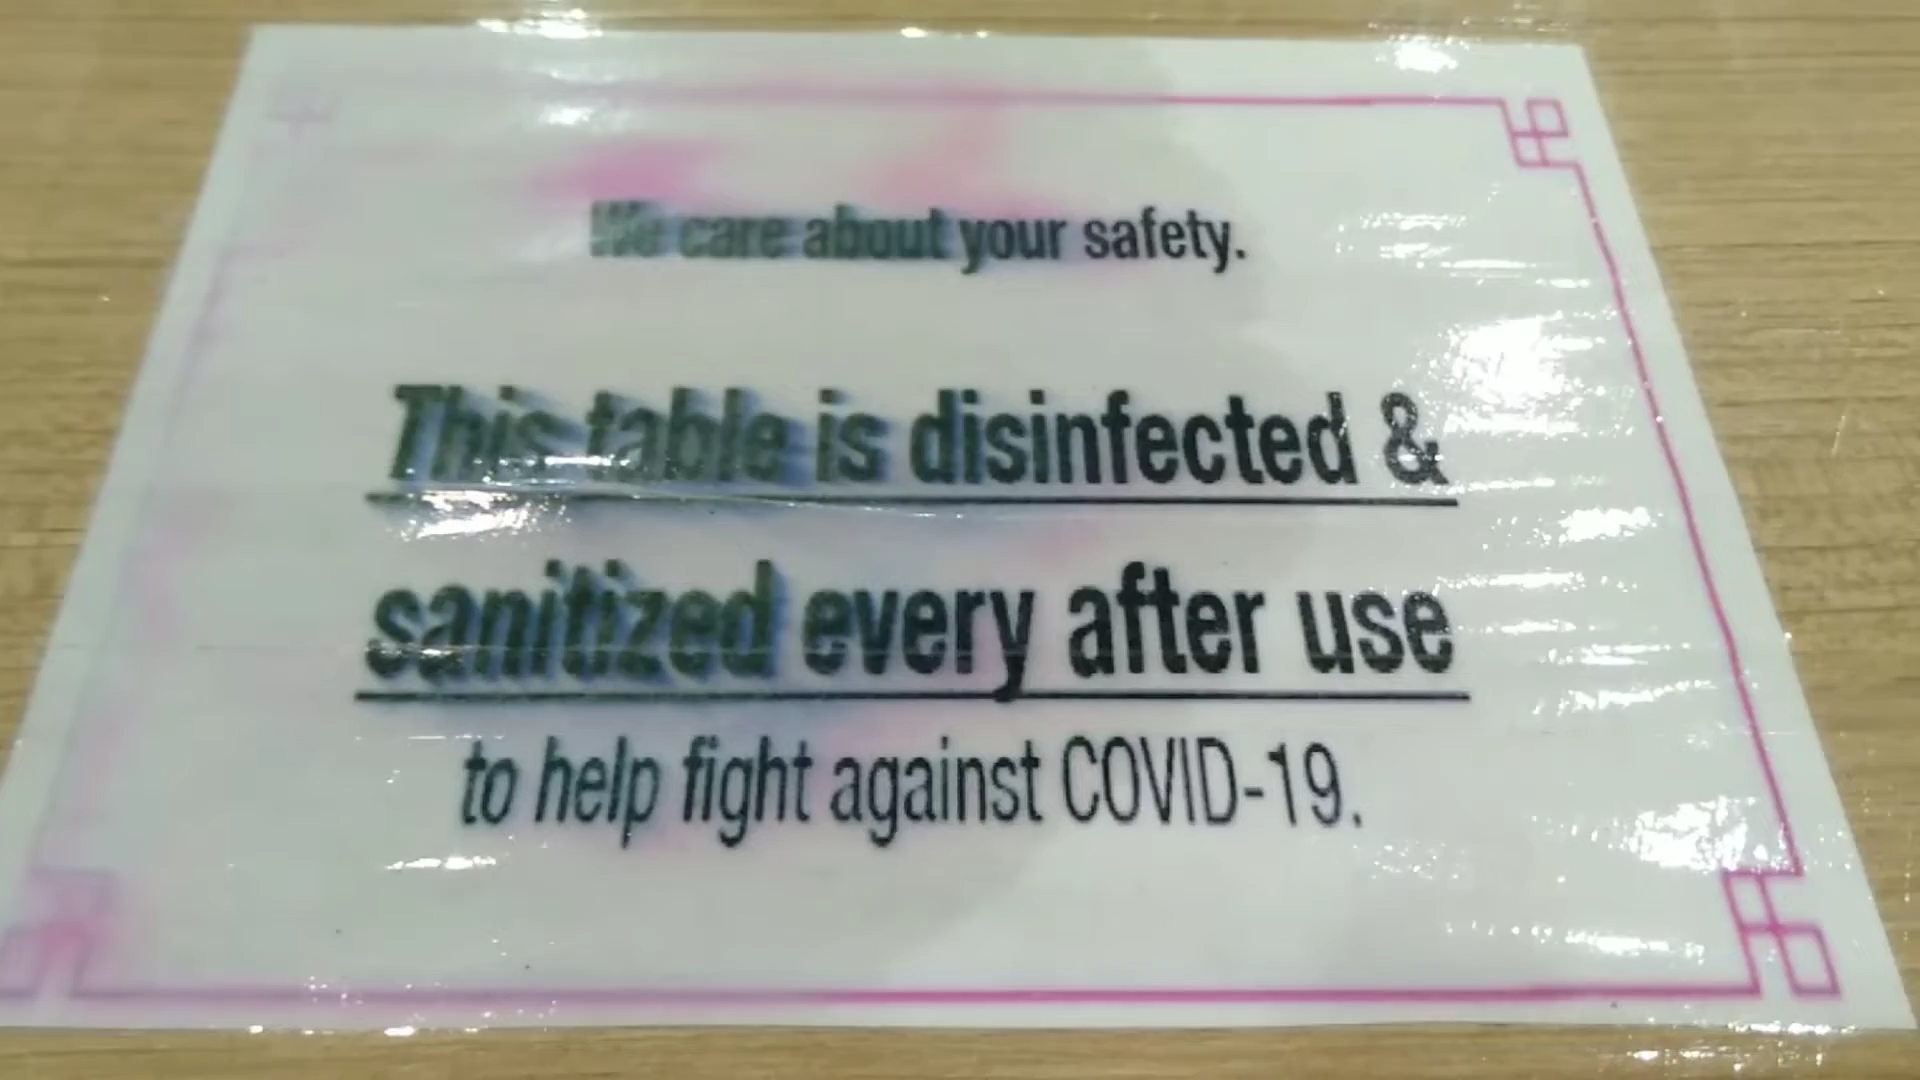 We care about your safety.
This table is disinfected &
sanitized every after use
to help fight against COVID-19.